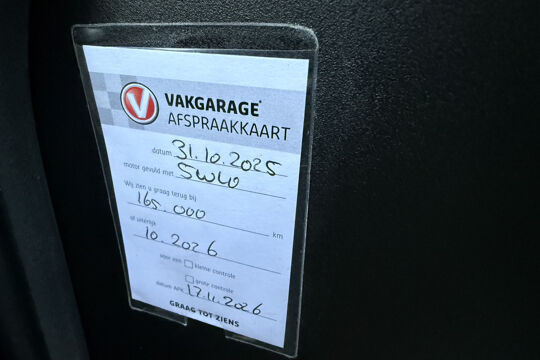 V VAKGARAGE
AFSPRAAKKAART
datum 31.10.2025
motor gevuld met 5W40
Wij zien u graag terug bij
165.000 km
of uiterlijk
10.2026
voor een kleine controle
grote controle
datum APK 17.11.2026
GRAAG TOT ZIENS